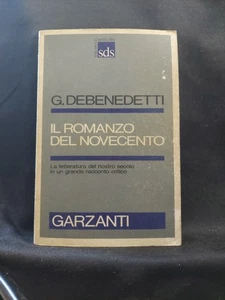 sds
G. DEBENEDETTI
IL ROMANZO
DEL NOVECENTO
La letteratura del nostro secolo
in un grande racconto critico
GARZANTI